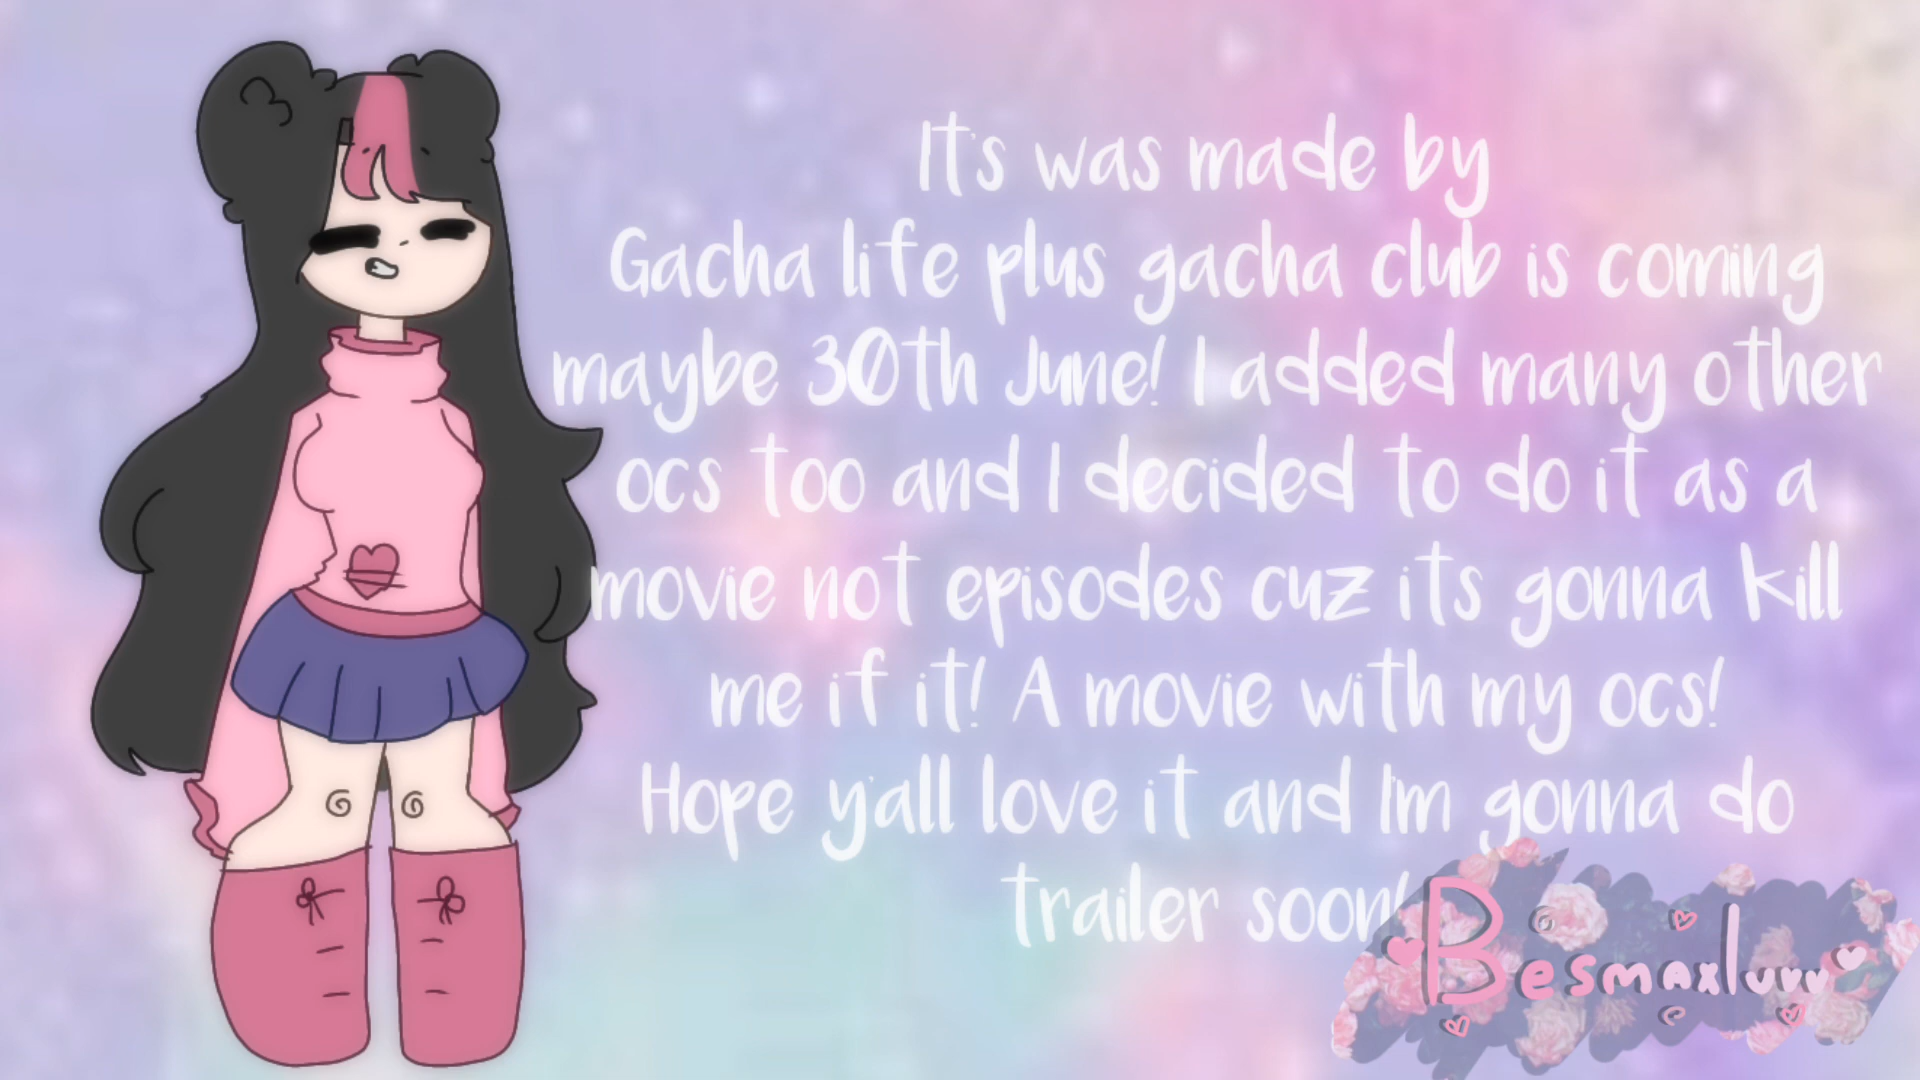 It's was made by
Gacha life plus gacha club is coming
maybe 30th June! I added many other
ocs too and I decided to do it as a
movie not episodes cuz its gonna kill
me if it! A movie with my ocs!
Hope y'all love it and I'm gonna do
trailer soon!
Besmaxluvv